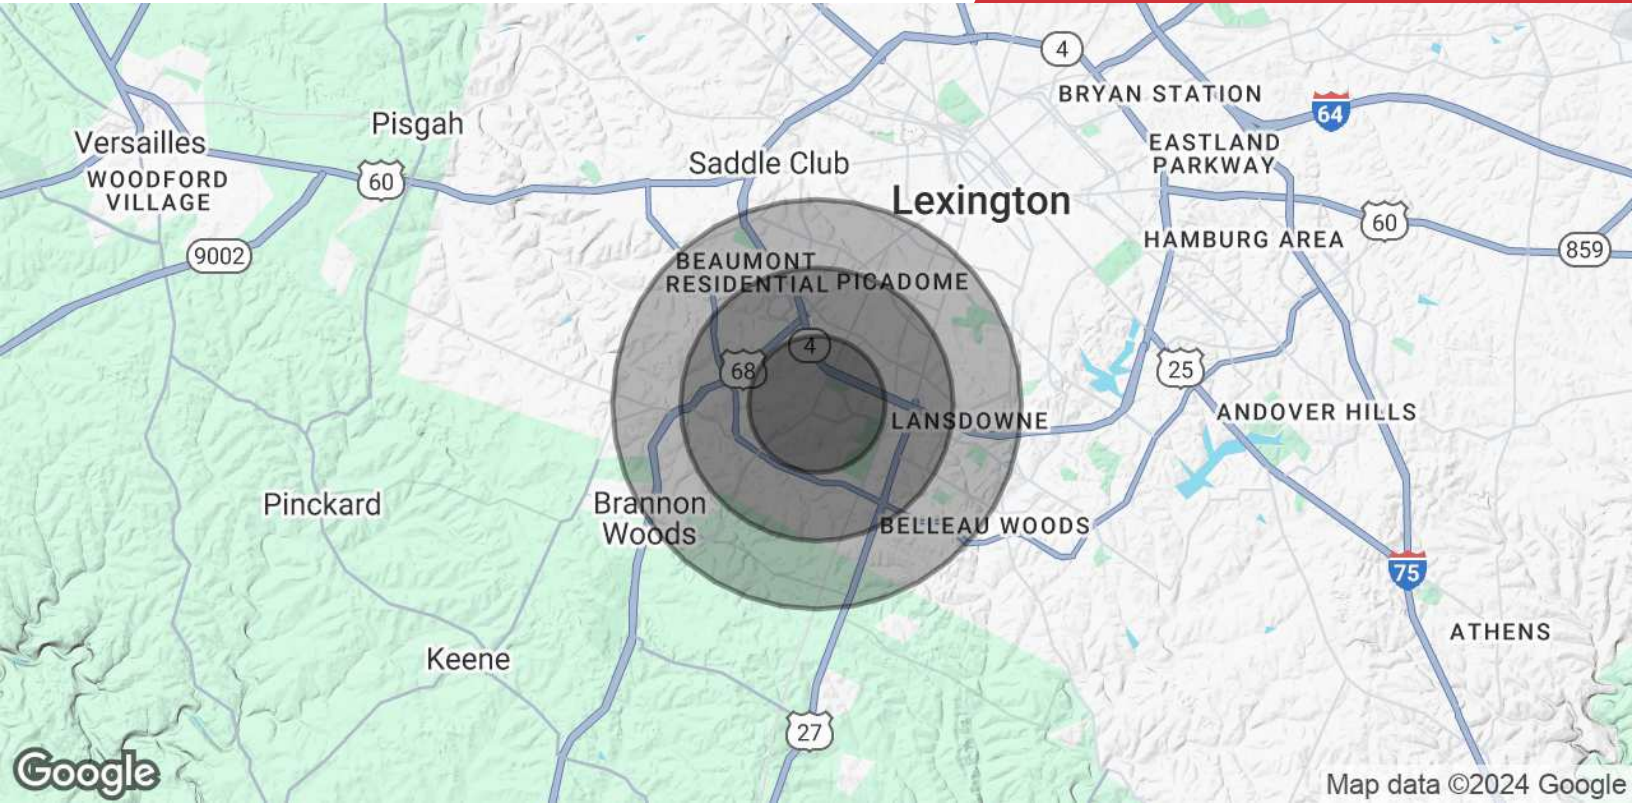 4
BRYAN STATION
64
Pisgah
Versailles
EASTLAND
PARKWAY
Saddle Club
60
WOODFORD
VILLAGE
Lexington
60
HAMBURG AREA
859
9002
BEAUMONT
RESIDENTIAL
PICADOME
4
68
25
ANDOVER HILLS
LANSDOWNE
Pinckard
Brannon
Woods
BELLEAU WOODS
75
ATHENS
Keene
27
Google
Map data ©2024 Google